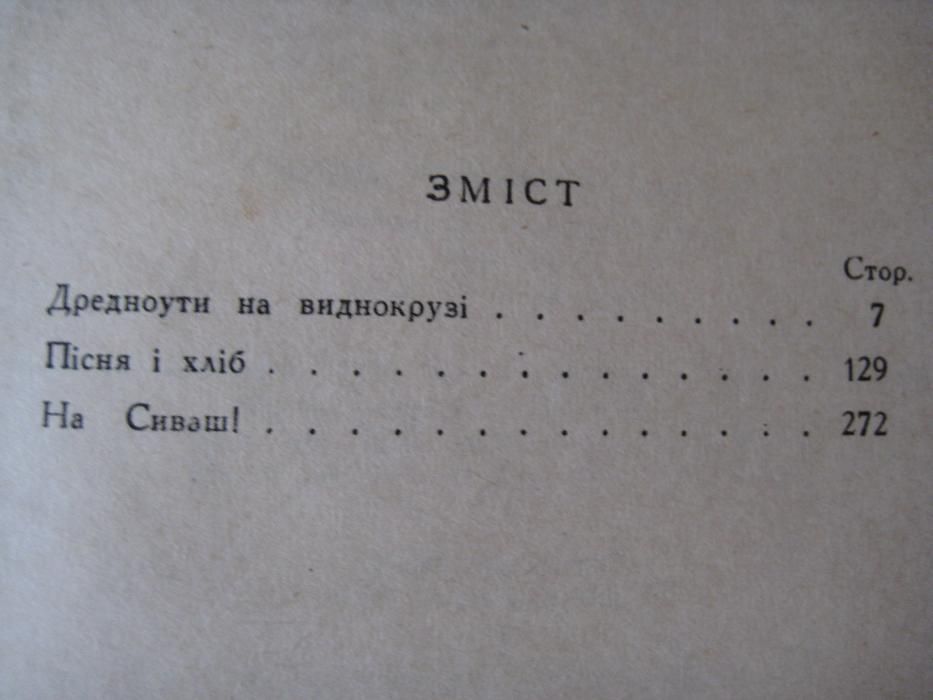 ЗМІСТ
Стор.
Дредноути на виднокрузі . . . . . . . . . 7
Пісня і хліб . . . . . . . . . . . . . . 129
На Сиваш! . . . . . . . . . . . . . . 272